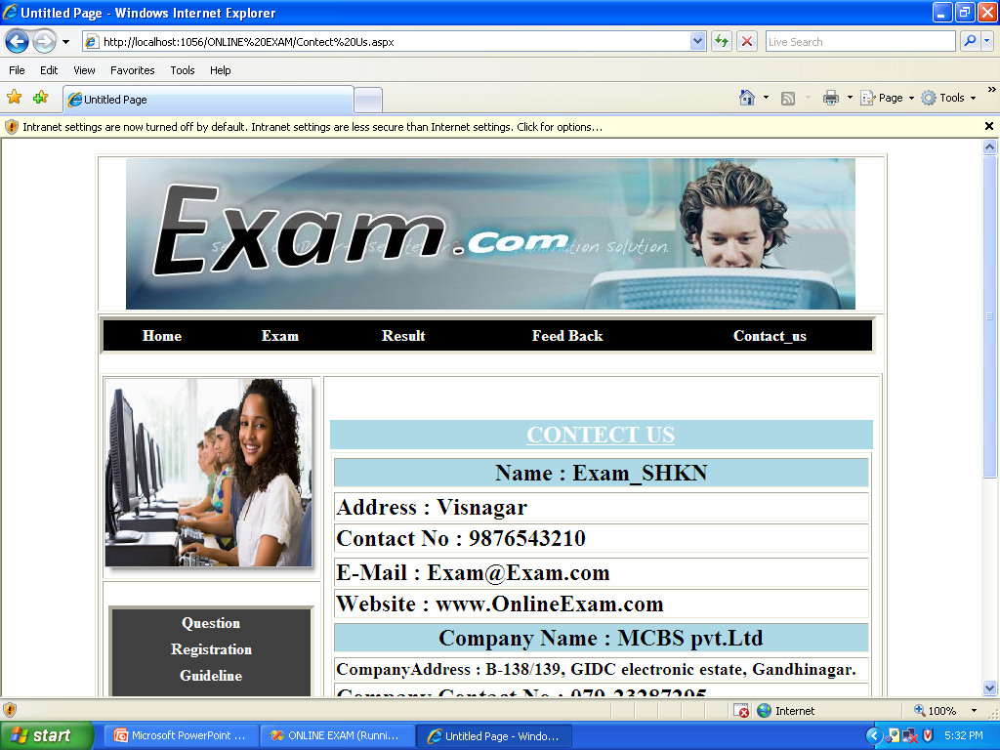 Untitled Page - Windows Internet Explorer
http://localhost:1056/ONLINE%20EXAM/Contect%20Us.aspx
Live Search
File Edit View Favorites Tools Help
Untitled Page
Page Tools
Intranet settings are now turned off by default. Intranet settings are less secure than Internet settings. Click for options...
Exam.com
solution.
Home Exam Result Feed Back Contact_us
CONTECT US
Name : Exam_SHKN
Address : Visnagar
Contact No : 9876543210
E-Mail : Exam@Exam.com
Website : www.OnlineExam.com
Company Name : MCBS pvt.Ltd
CompanyAddress : B-138/139, GIDC electronic estate, Gandhinagar.
Company Contact No : 079-23287295
Question
Registration
Guideline
Internet
100%
start
Microsoft PowerPoint ...
ONLINE EXAM (Runni...
Untitled Page - Windo...
5:32 PM